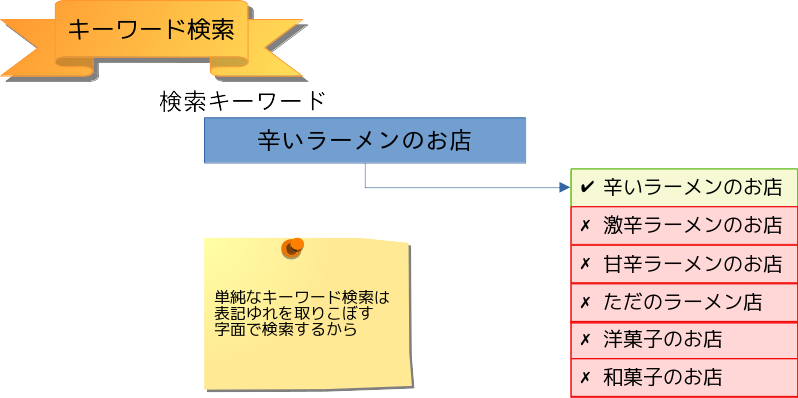 キーワード検索
検索キーワード
辛いラーメンのお店
✔ 辛いラーメンのお店
✗ 激辛ラーメンのお店
✗ 甘辛ラーメンのお店
✗ ただのラーメン店
✗ 洋菓子のお店
✗ 和菓子のお店
単純なキーワード検索は
表記ゆれを取りこぼす
字面で検索するから